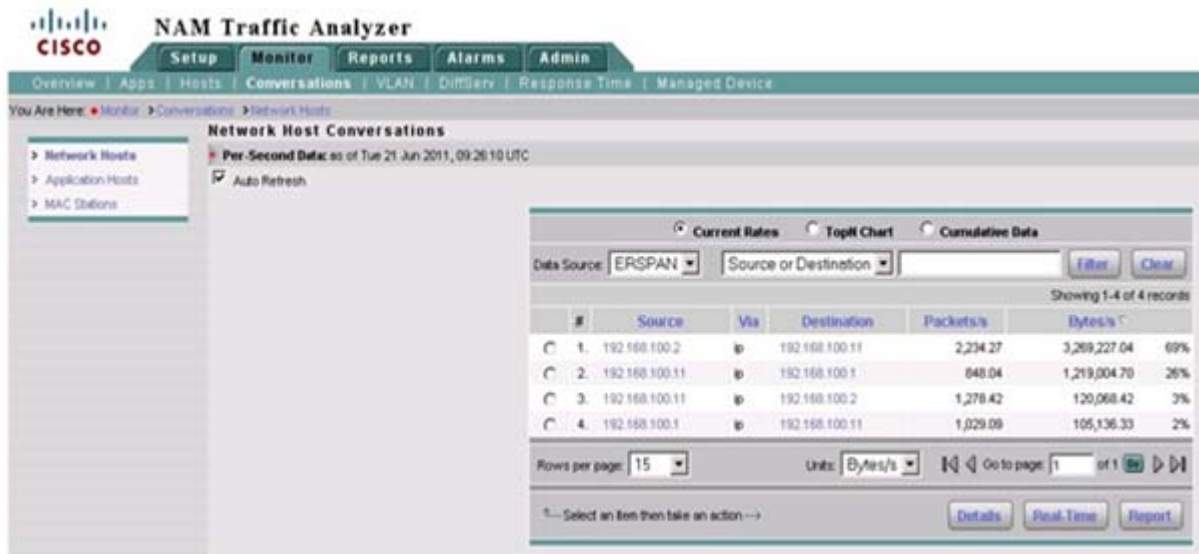 CISCO
NAM Traffic Analyzer
Setup Monitor Reports Alarms Admin
Overview | Apps | Hosts | Conversations | VLAN | DiffServ | Response Time | Managed Device
You Are Here: Monitor > Conversations > Network Hosts
Network Host Conversations
> Network Hosts
> Application Hosts
> MAC Stations
Per-Second Data: as of Tue 21 Jun 2011, 09:26:10 UTC
Auto Refresh
Current Rates TopN Chart Cumulative Data
Data Source: ERSPAN Source or Destination Filter Clear
Showing 1-4 of 4 records
# Source Via Destination Packets/s Bytes/s
1. 192.168.100.2 ip 192.168.100.11 2,234.27 3,269,227.04 69%
2. 192.168.100.11 ip 192.168.100.1 848.04 1,219,004.70 26%
3. 192.168.100.11 ip 192.168.100.2 1,278.42 120,068.42 3%
4. 192.168.100.1 ip 192.168.100.11 1,029.09 105,136.33 2%
Rows per page: 15 Units: Bytes/s Go to page: 1 of 1 Go
Select an item then take an action --> Details Real-Time Report